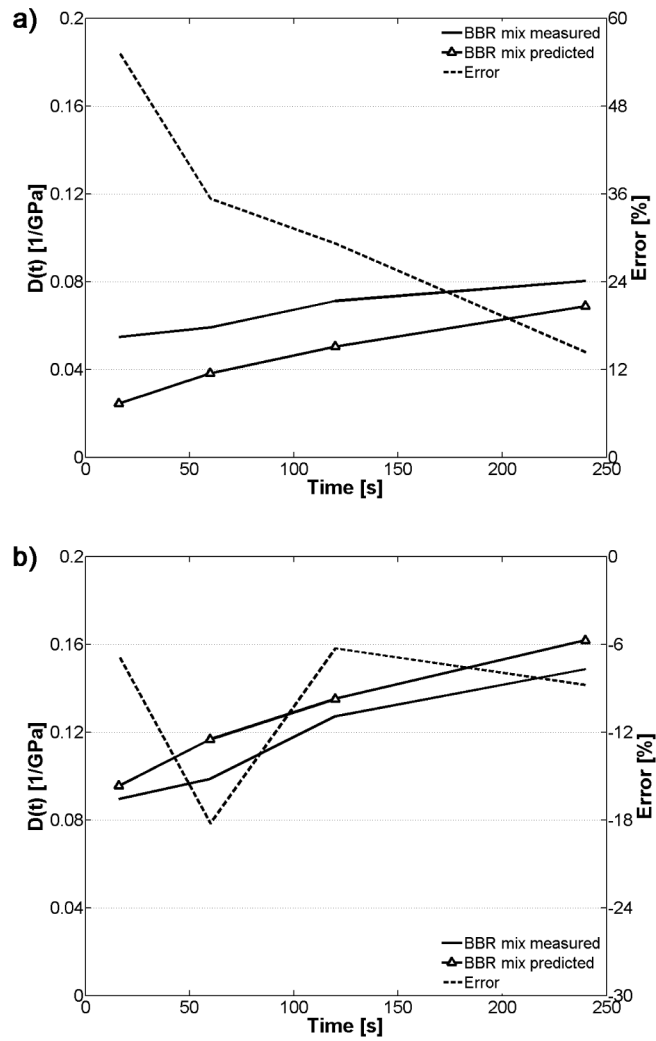 a)
0.2
0.16
0.12
0.08
0.04
0
D(t) [1/GPa]
60
48
36
24
12
0
Error [%]
BBR mix measured
BBR mix predicted
Error
0 50 100 150 200 250
Time [s]
b)
0.2
0.16
0.12
0.08
0.04
0
D(t) [1/GPa]
0
-6
-12
-18
-24
-30
Error [%]
BBR mix measured
BBR mix predicted
Error
0 50 100 150 200 250
Time [s]